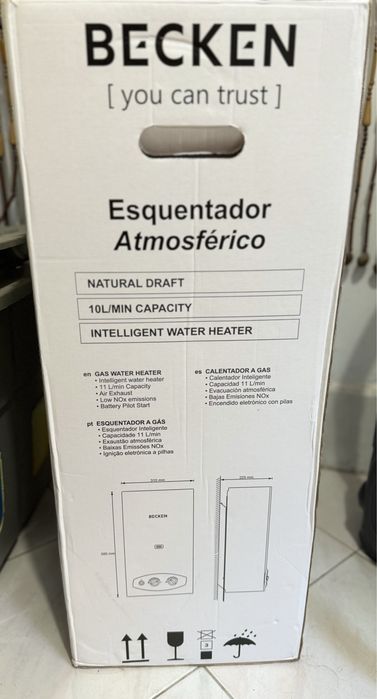 BECKEN
[ you can trust ]
Esquentador
Atmosférico
NATURAL DRAFT
10L/MIN CAPACITY
INTELLIGENT WATER HEATER
en GAS WATER HEATER
• Intelligent water heater
• 11 L/min Capacity
• Air Exhaust
• Low NOx emissions
• Battery Pilot Start
es CALENTADOR A GAS
• Calentador Inteligente
• Capacidad 11 L/min
• Evacuación atmosférica
• Bajas Emisiones NOx
• Encendido eletrónico con pilas
pt ESQUENTADOR A GÁS
• Esquentador Inteligente
• Capacidade 11 L/min
• Exaustão atmosférica
• Baixas Emissões NOx
• Ignição eletrónica a pilhas
310 mm
BECKEN
3